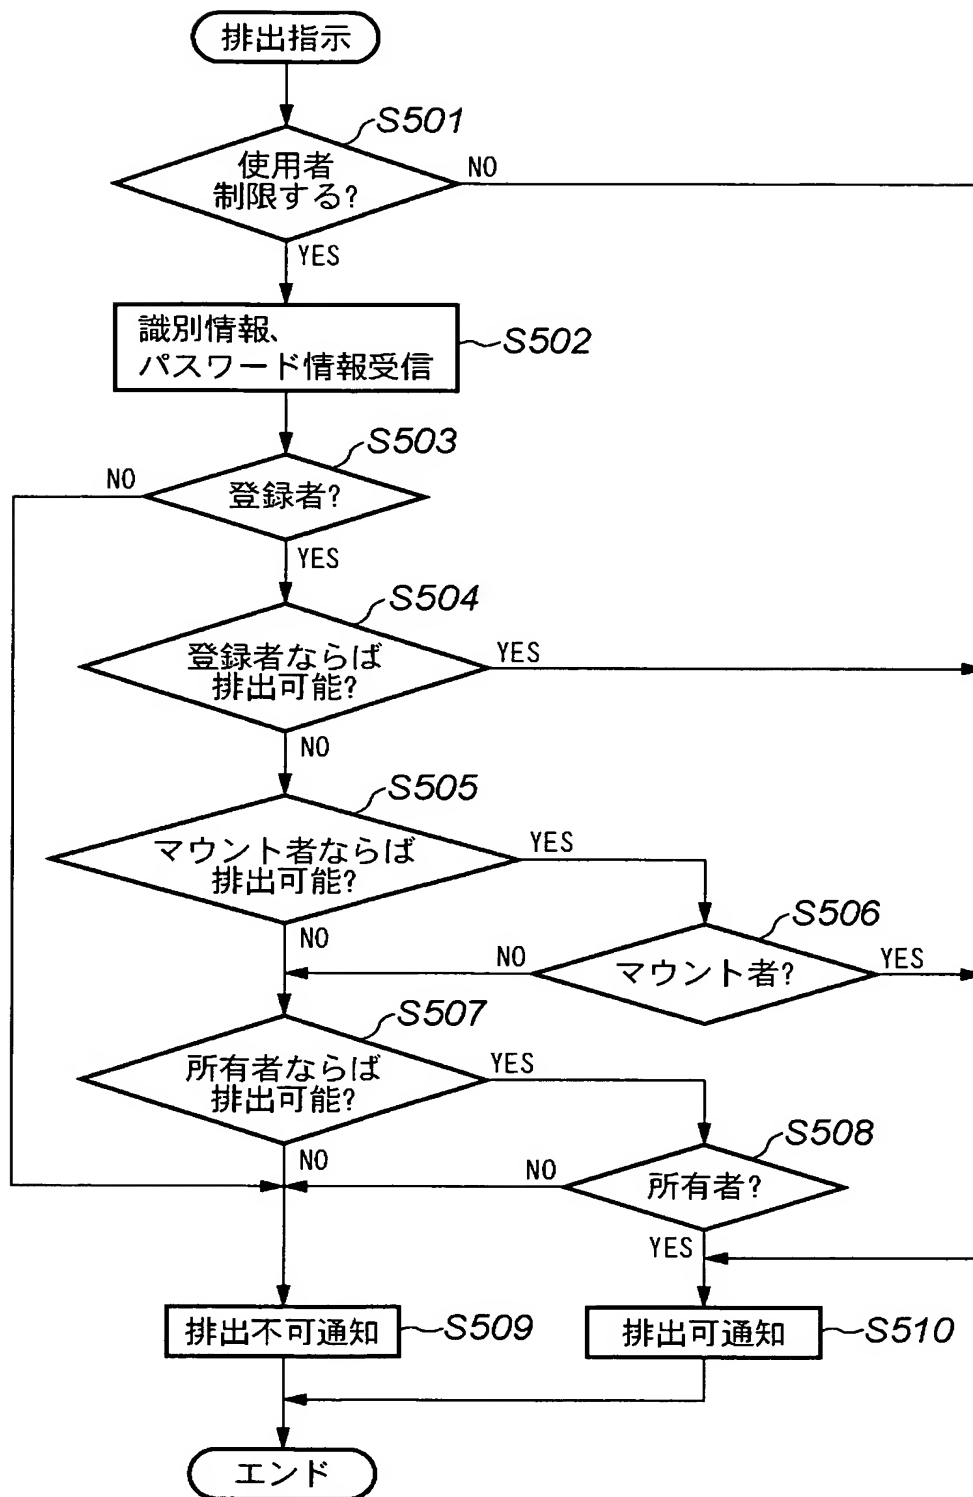 排出指示
S501
使用者
制限する?
NO
YES
識別情報、
パスワード情報受信
S502
S503
NO
登録者?
YES
S504
登録者ならば
排出可能?
YES
NO
S505
マウント者ならば
排出可能?
YES
NO
S506
NO
マウント者?
YES
S507
所有者ならば
排出可能?
YES
NO
S508
NO
所有者?
YES
排出不可通知
S509
排出可通知
S510
エンド